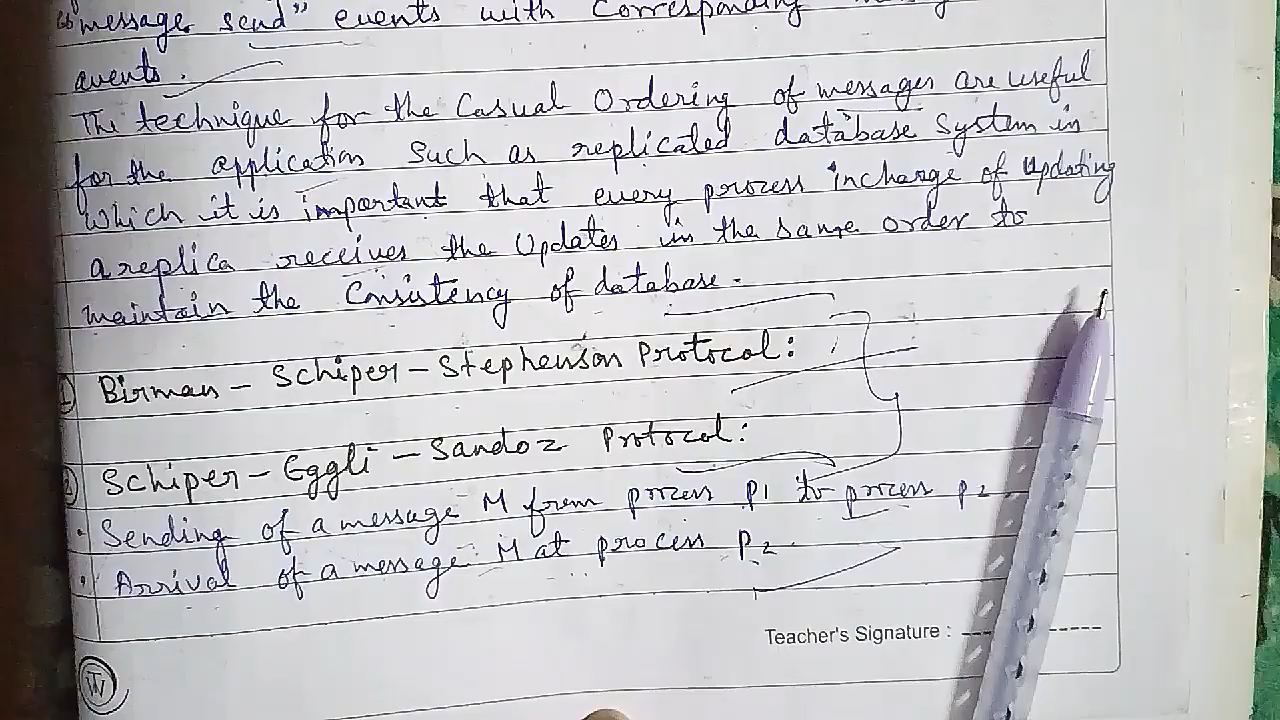 "message send" events with Corresponding
events.
The technique for the Casual Ordering of messages are useful
for the application such as replicated database system in
which it is important that every process incharge of updating
a replica receives the updates in the same order to
maintain the Consistency of database.
① Birman - Schiper - Stephenson Protocol:
② Schiper - Eggli - Sandoz Protocol:
• Sending of a message M from process P1 to process P2.
• Arrival of a message M at process P2.
Teacher's Signature :